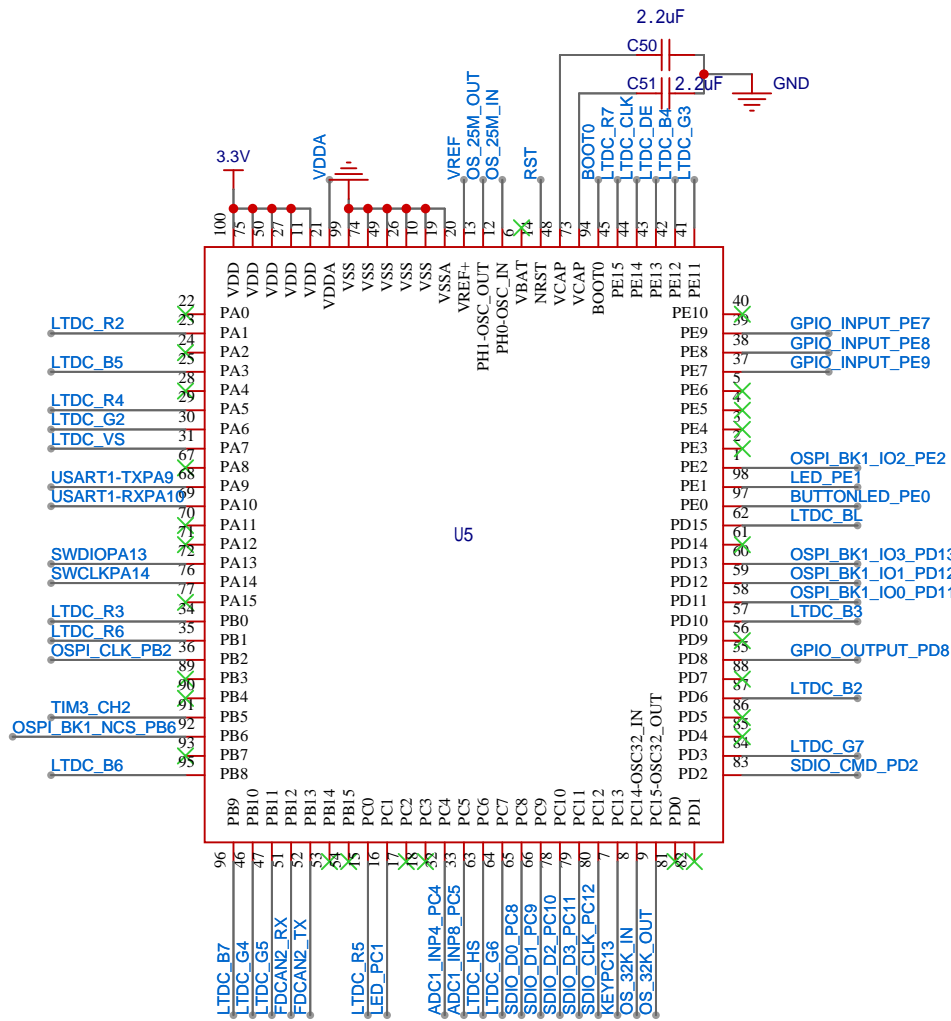 2.2uF
C50
C51 2.2uF
GND
3.3V
VDDA
VREF
OS_25M_OUT
OS_25M_IN
RST
BOOT0
LTDC_R7
LTDC_CLK
LTDC_DE
LTDC_B4
LTDC_G3
100
75
50
27
11
21
99
74
49
26
10
19
20
13
12
6
14
48
73
94
45
44
43
42
41
VDD
VDD
VDD
VDD
VDD
VDDA
VSS
VSS
VSS
VSS
VSS
VSSA
VREF+
PH1-OSC_OUT
PH0-OSC_IN
VBAT
NRST
VCAP
VCAP
BOOT0
PE15
PE14
PE13
PE12
PE11
22 PA0
LTDC_R2 23 PA1
24 PA2
LTDC_B5 25 PA3
28 PA4
LTDC_R4 29 PA5
LTDC_G2 30 PA6
LTDC_VS 31 PA7
67 PA8
USART1-TXPA9 68 PA9
USART1-RXPA10 69 PA10
70 PA11
71 PA12
SWDIOPA13 72 PA13
SWCLKPA14 76 PA14
77 PA15
LTDC_R3 34 PB0
LTDC_R6 35 PB1
OSPI_CLK_PB2 36 PB2
89 PB3
90 PB4
TIM3_CH2 91 PB5
OSPI_BK1_NCS_PB6 92 PB6
93 PB7
LTDC_B6 95 PB8
U5
PE10 40
PE9 39 GPIO_INPUT_PE7
PE8 38 GPIO_INPUT_PE8
PE7 37 GPIO_INPUT_PE9
PE6 5
PE5 4
PE4 3
PE3 2
PE2 1 OSPI_BK1_IO2_PE2
PE1 98 LED_PE1
PE0 97 BUTTONLED_PE0
PD15 62 LTDC_BL
PD14 61
PD13 60 OSPI_BK1_IO3_PD13
PD12 59 OSPI_BK1_IO1_PD12
PD11 58 OSPI_BK1_IO0_PD11
PD10 57 LTDC_B3
PD9 56
PD8 55 GPIO_OUTPUT_PD8
PD7 88
PD6 87 LTDC_B2
PD5 86
PD4 85
PD3 84 LTDC_G7
PD2 83 SDIO_CMD_PD2
PB9
PB10
PB11
PB12
PB13
PB14
PB15
PC0
PC1
PC2
PC3
PC4
PC5
PC6
PC7
PC8
PC9
PC10
PC11
PC12
PC13
PC14-OSC32_IN
PC15-OSC32_OUT
PD0
PD1
96
46
47
51
52
53
54
15
16
17
18
32
33
63
64
65
66
78
79
80
7
8
9
81
82
LTDC_B7
LTDC_G4
LTDC_G5
FDCAN2_RX
FDCAN2_TX
LTDC_R5
LED_PC1
ADC1_INP4_PC4
ADC1_INP8_PC5
LTDC_HS
LTDC_G6
SDIO_D0_PC8
SDIO_D1_PC9
SDIO_D2_PC10
SDIO_D3_PC11
SDIO_CLK_PC12
KEYPC13
OS_32K_IN
OS_32K_OUT